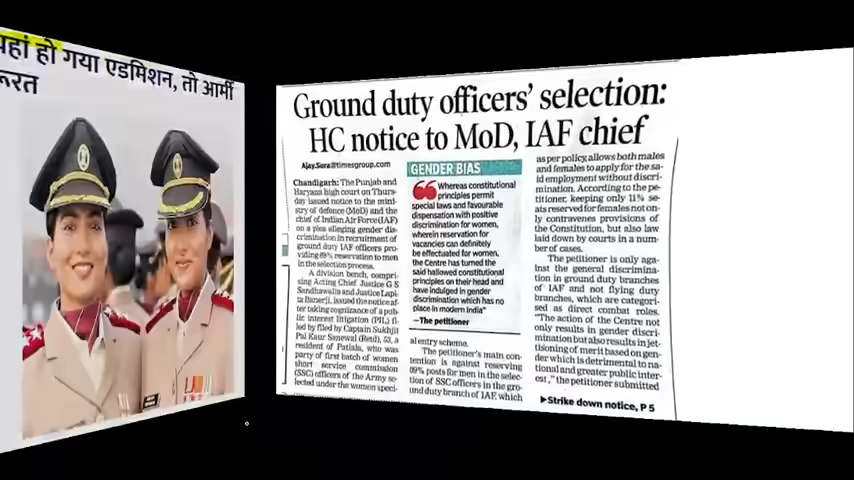 हो गया एडमिशन, तो आर्मी
Ground duty officers' selection:
HC notice to MoD, IAF chief
Ajay.Sura@timesgroup.com
Chandigarh: The Punjab and
Haryana high court on Thurs-
day issued notice to the mini-
stry of defence (MoD) and the
chief of Indian Air Force (IAF)
on a plea alleging gender dis-
crimination in recruitment of
ground duty IAF officers pro-
viding 89% reservation to men
in the selection process.
A division bench, compri-
sing Acting Chief Justice G S
Sandhawalia and Justice Lapi-
ta Banerji, issued the notice af-
ter taking cognizance of a pub-
lic interest litigation (PIL) fi-
led by filed by Captain Sukhjit
Pal Kaur Sanewal (Retd), 53, a
resident of Patiala, who was
party of first batch of women
short service commission
(SSC) officers of the Army se-
lected under the women speci-
GENDER BIAS
Whereas constitutional
principles permit
special laws and favourable
dispensation with positive
discrimination for women,
wherein reservation for
vacancies can definitely
be effectuated for women,
the Centre has turned the
said hallowed constitutional
principles on their head and
have indulged in gender
discrimination which has no
place in modern India"
—The petitioner
al entry scheme.
The petitioner's main con-
tention is against reserving
89% posts for men in the selec-
tion of SSC officers in the gro-
und duty branch of IAF, which
as per policy, allows both males
and females to apply for the sa-
id employment without discri-
mination. According to the pe-
titioner, keeping only 11% se-
ats reserved for females not on-
ly contravenes provisions of
the Constitution, but also law
laid down by courts in a num-
ber of cases.
The petitioner is only aga-
inst the general discrimina-
tion in ground duty branches
of IAF and not flying duty
branches, which are categori-
sed as direct combat roles.
"The action of the Centre not
only results in gender discri-
mination but also results in jet-
tisoning of merit based on gen-
der which is detrimental to na-
tional and greater public inter-
est," the petitioner submitted
▶Strike down notice, P 5